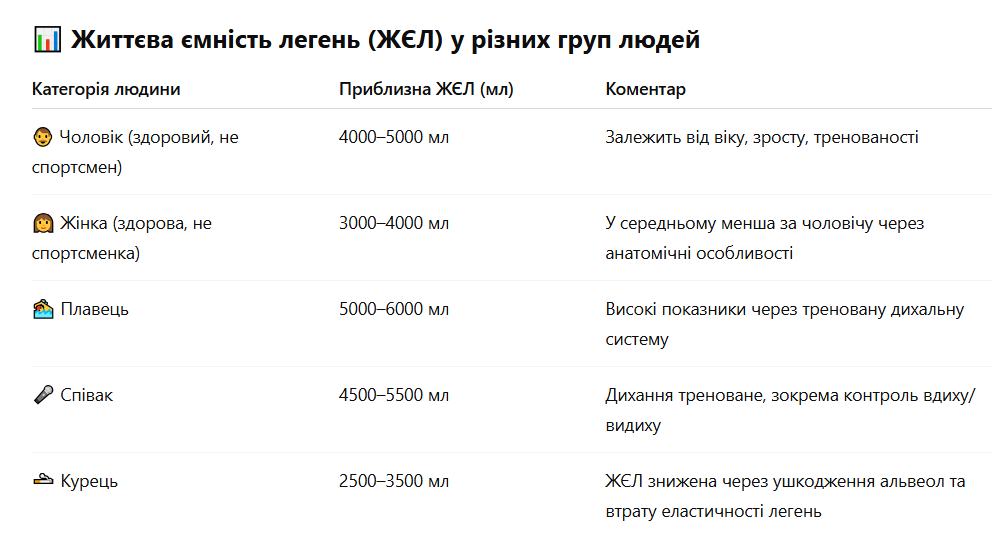 📊 Життєва ємність легень (ЖЄЛ) у різних груп людей
Категорія людини Приблизна ЖЄЛ (мл) Коментар
👨 Чоловік (здоровий, не спортсмен) 4000–5000 мл Залежить від віку, зросту, тренованості
👩 Жінка (здорова, не спортсменка) 3000–4000 мл У середньому менша за чоловічу через анатомічні особливості
🏊 Плавець 5000–6000 мл Високі показники через треновану дихальну систему
🎤 Співак 4500–5500 мл Дихання треноване, зокрема контроль вдиху/видиху
🚬 Курець 2500–3500 мл ЖЄЛ знижена через ушкодження альвеол та втрату еластичності легень